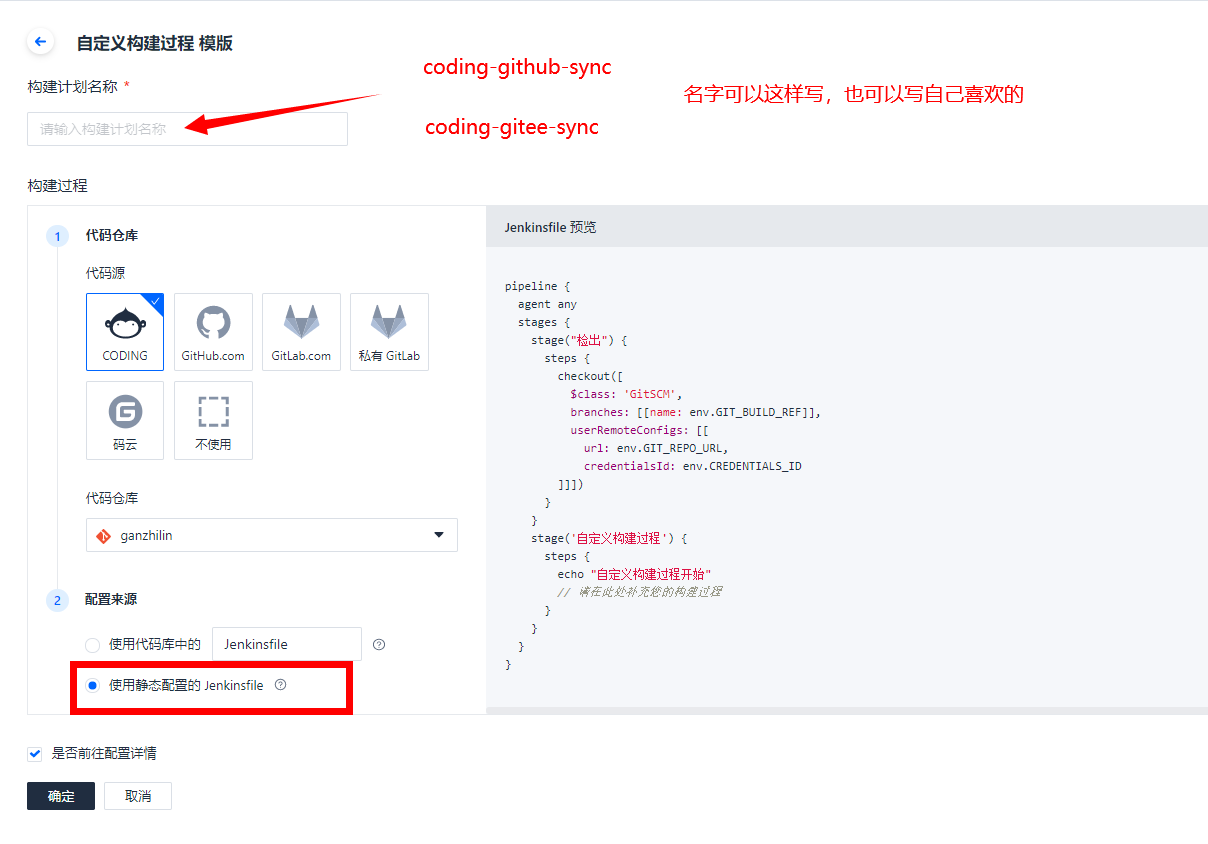 自定义构建过程 模版
coding-github-sync
构建计划名称 *
名字可以这样写，也可以写自己喜欢的
请输入构建计划名称
coding-gitee-sync
构建过程
1 代码仓库
代码源
CODING
GitHub.com
GitLab.com
私有 GitLab
码云
不使用
代码仓库
ganzhilin
2 配置来源
使用代码库中的 Jenkinsfile ?
使用静态配置的 Jenkinsfile ?
Jenkinsfile 预览
pipeline {
  agent any
  stages {
    stage("检出") {
      steps {
        checkout([
          $class: 'GitSCM',
          branches: [[name: env.GIT_BUILD_REF]],
          userRemoteConfigs: [[
            url: env.GIT_REPO_URL,
            credentialsId: env.CREDENTIALS_ID
        ]]])
      }
    }
    stage('自定义构建过程') {
      steps {
        echo "自定义构建过程开始"
        // 请在此处补充您的构建过程
      }
    }
  }
}
是否前往配置详情
确定
取消